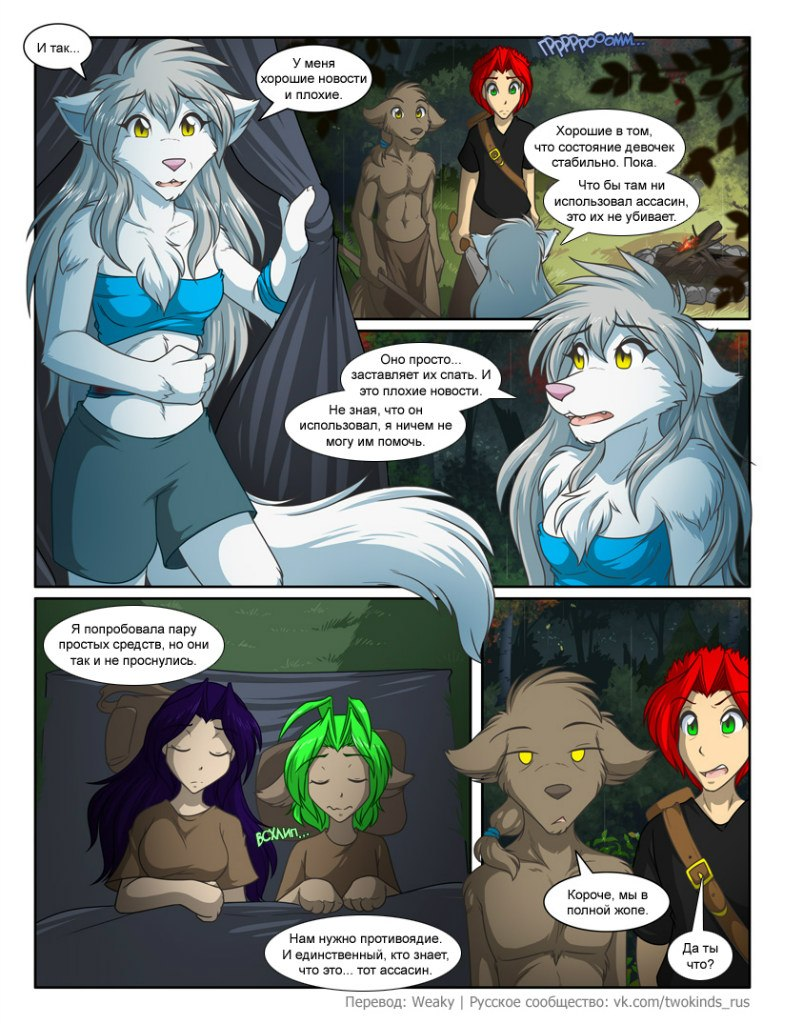 И так...
У меня
хорошие новости
и плохие.
ГРРРРРОООММ...
Хорошие в том,
что состояние девочек
стабильно. Пока.
Что бы там ни
использовал ассасин,
это их не убивает.
Оно просто...
заставляет их спать. И
это плохие новости.
Не зная, что он
использовал, я ничем не
могу им помочь.
Я попробовала пару
простых средств, но они
так и не проснулись.
ВСХЛИП...
Нам нужно противоядие.
И единственный, кто знает,
что это... тот ассасин.
Короче, мы в
полной жопе.
Да ты
что?
Перевод: Weaky | Русское сообщество: vk.com/twokinds_rus